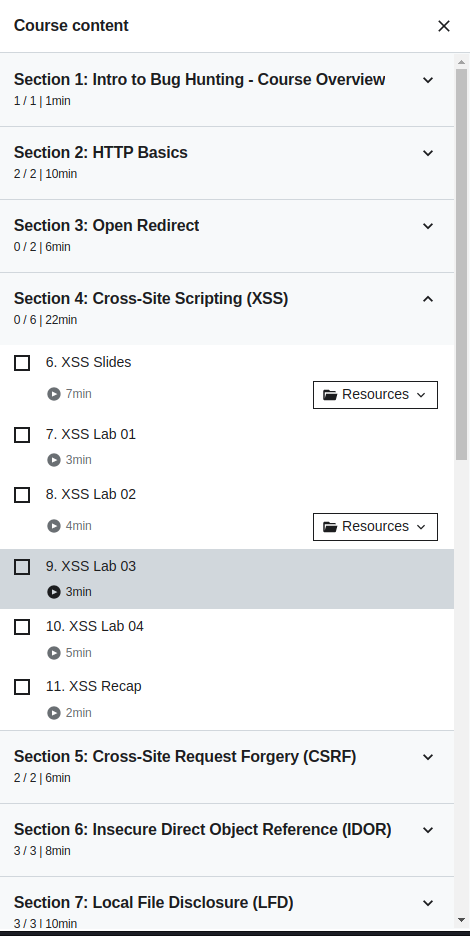 Course content
Section 1: Intro to Bug Hunting - Course Overview
1 / 1 | 1min
Section 2: HTTP Basics
2 / 2 | 10min
Section 3: Open Redirect
0 / 2 | 6min
Section 4: Cross-Site Scripting (XSS)
0 / 6 | 22min
6. XSS Slides
7min
Resources
7. XSS Lab 01
3min
8. XSS Lab 02
4min
Resources
9. XSS Lab 03
3min
10. XSS Lab 04
5min
11. XSS Recap
2min
Section 5: Cross-Site Request Forgery (CSRF)
2 / 2 | 6min
Section 6: Insecure Direct Object Reference (IDOR)
3 / 3 | 8min
Section 7: Local File Disclosure (LFD)
3 / 3 | 10min